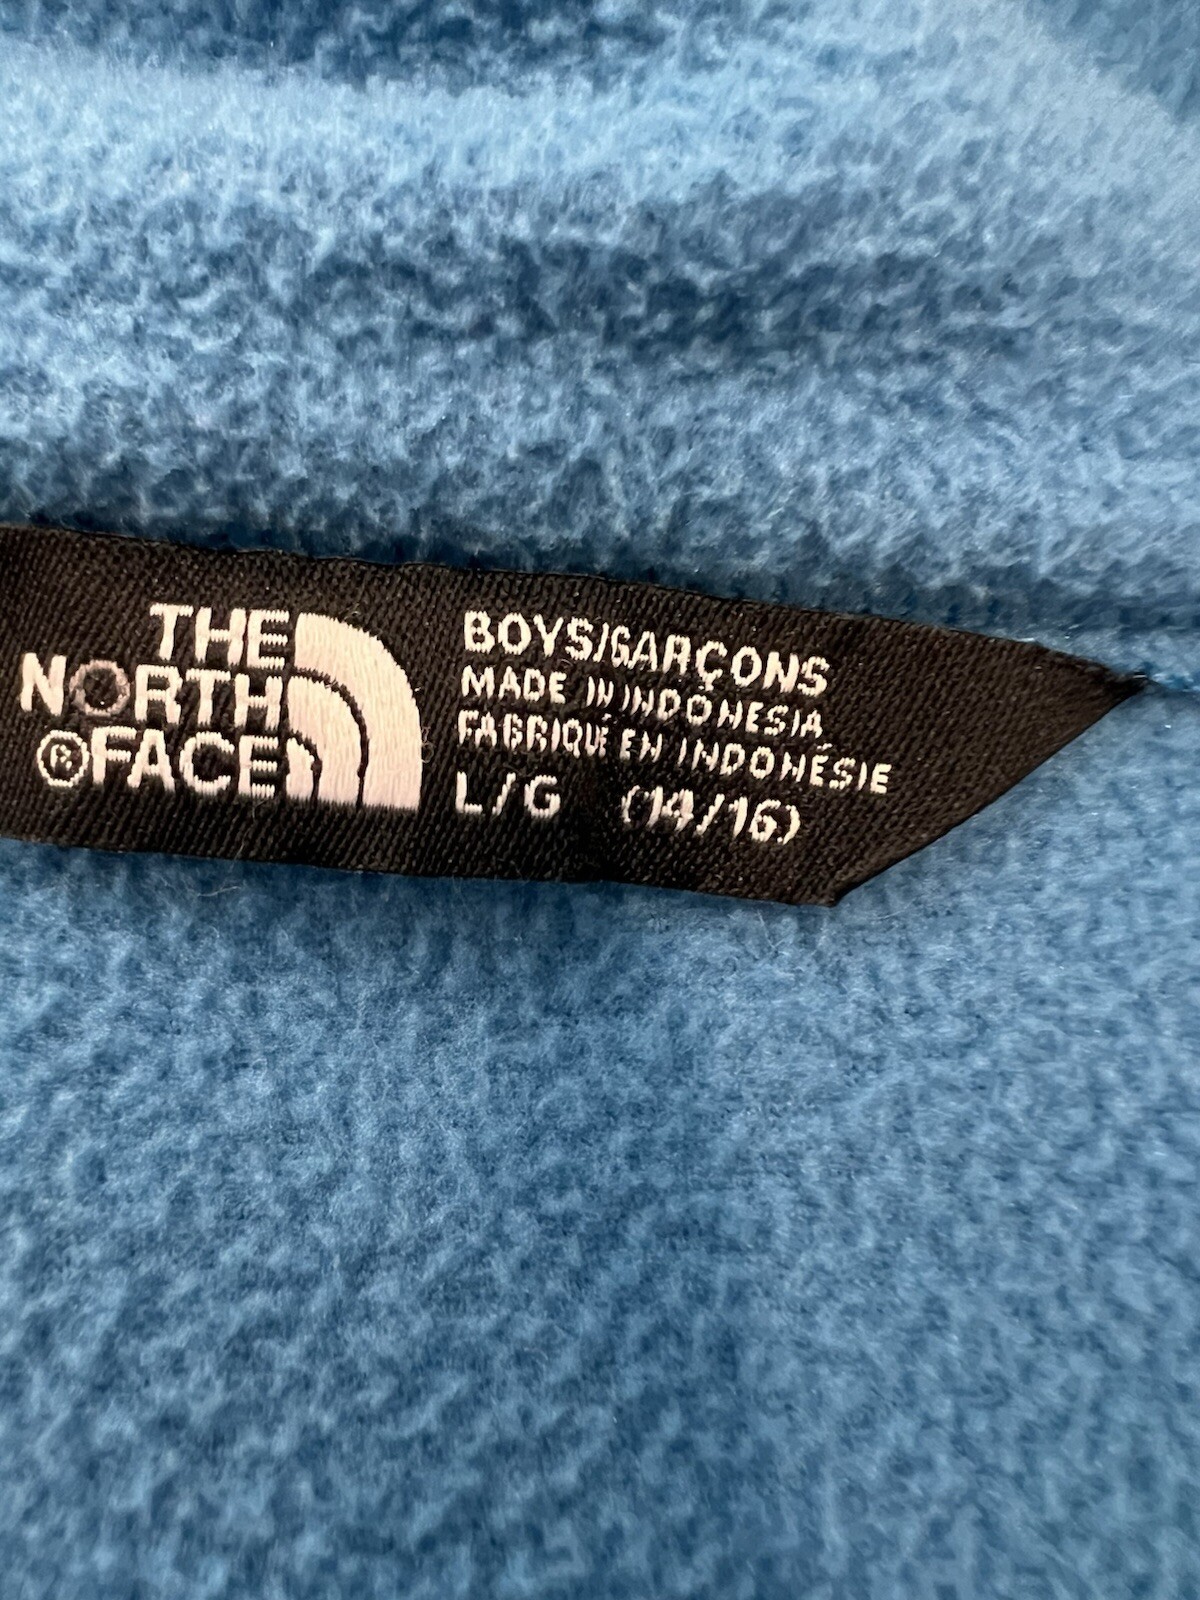 THE
NORTH
®FACE
BOYS/GARÇONS
MADE IN INDONESIA
FABRIQUÉ EN INDONÉSIE
L/G (14/16)